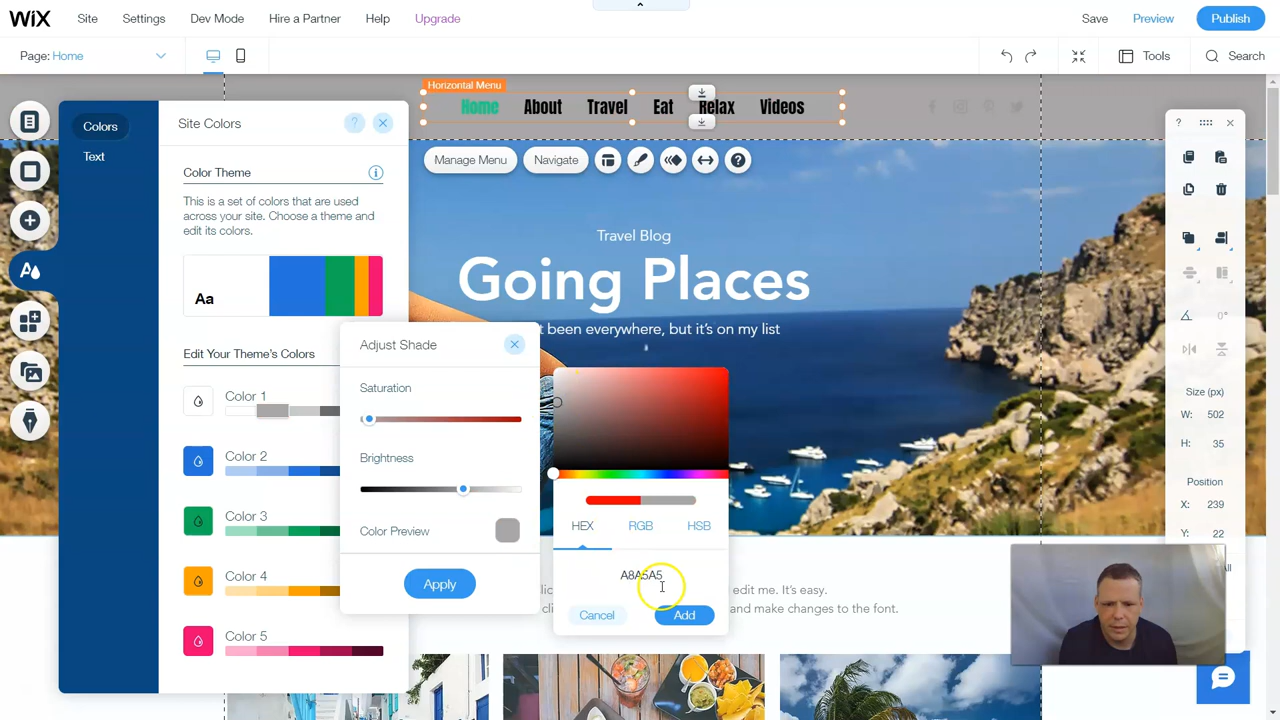 WiX Site Settings Dev Mode Hire a Partner Help Upgrade Save Preview Publish
Page: Home Tools Search
Horizontal Menu
Home About Travel Eat Relax Videos
Manage Menu Navigate
Colors
Text
Site Colors
Color Theme
This is a set of colors that are used
across your site. Choose a theme and
edit its colors.
Aa
Edit Your Theme's Colors
Color 1
Color 2
Color 3
Color 4
Color 5
Adjust Shade
Saturation
Brightness
Color Preview
Apply
HEX RGB HSB
A8A5A5
Cancel Add
Travel Blog
Going Places
been everywhere, but it's on my list
edit me. It's easy.
and make changes to the font.
0°
Size (px)
W: 502
H: 35
Position
X: 239
Y: 22